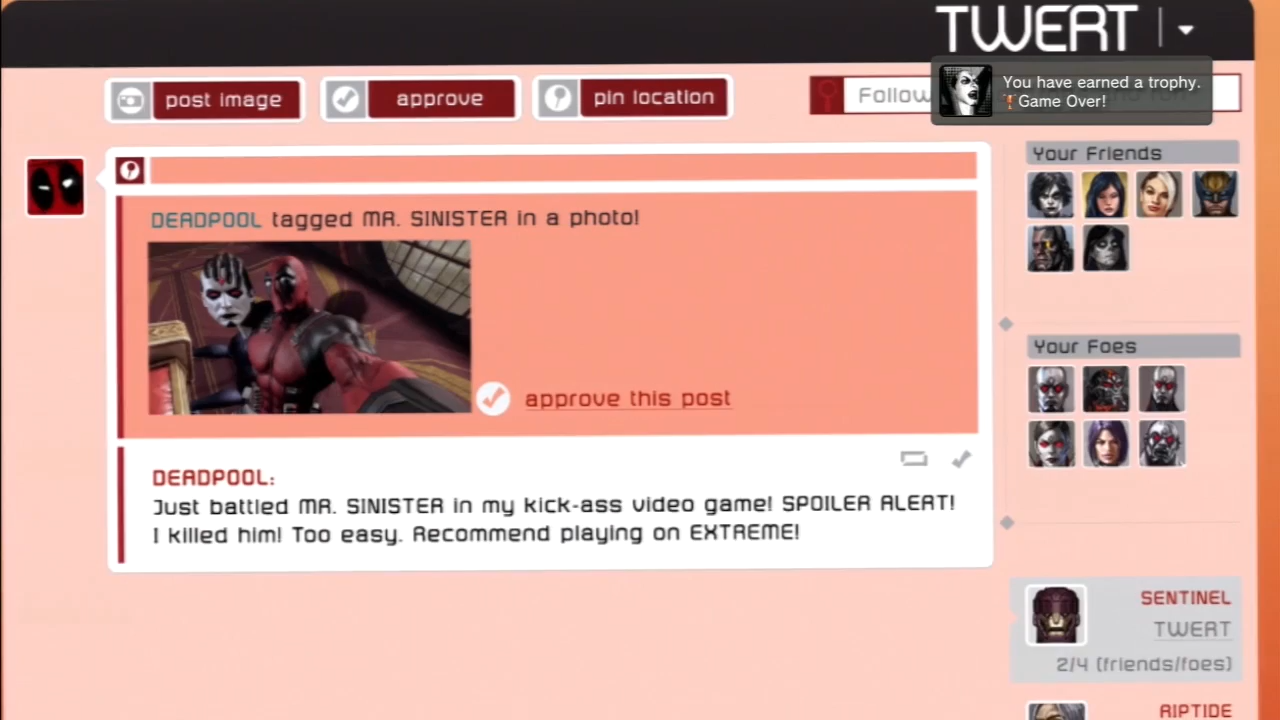 TWERT
post image
approve
pin location
Follow
You have earned a trophy.
Game Over!
DEADPOOL tagged MR. SINISTER in a photo!
approve this post
DEADPOOL:
Just battled MR. SINISTER in my kick-ass video game! SPOILER ALERT!
I killed him! Too easy. Recommend playing on EXTREME!
Your Friends
Your Foes
SENTINEL
TWERT
2/4 (friends/foes)
RIPTIDE